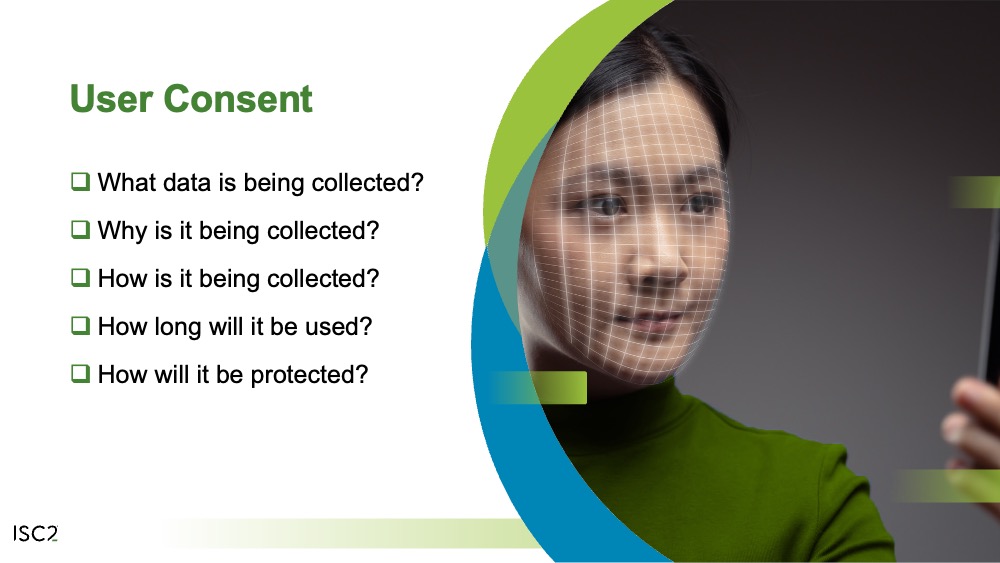 User Consent
What data is being collected?
Why is it being collected?
How is it being collected?
How long will it be used?
How will it be protected?
ISC2